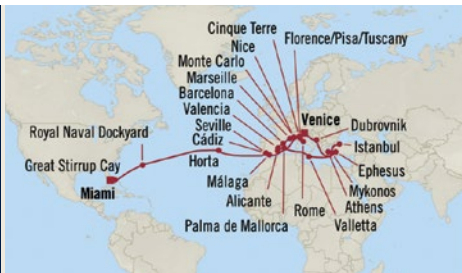 Cinque Terre
Nice
Florence/Pisa/Tuscany
Monte Carlo
Marseille
Barcelona
Valencia
Seville
Cádiz
Venice
Dubrovnik
Istanbul
Royal Naval Dockyard
Great Stirrup Cay
Miami
Horta
Málaga
Alicante
Palma de Mallorca
Ephesus
Mykonos
Athens
Rome
Valletta